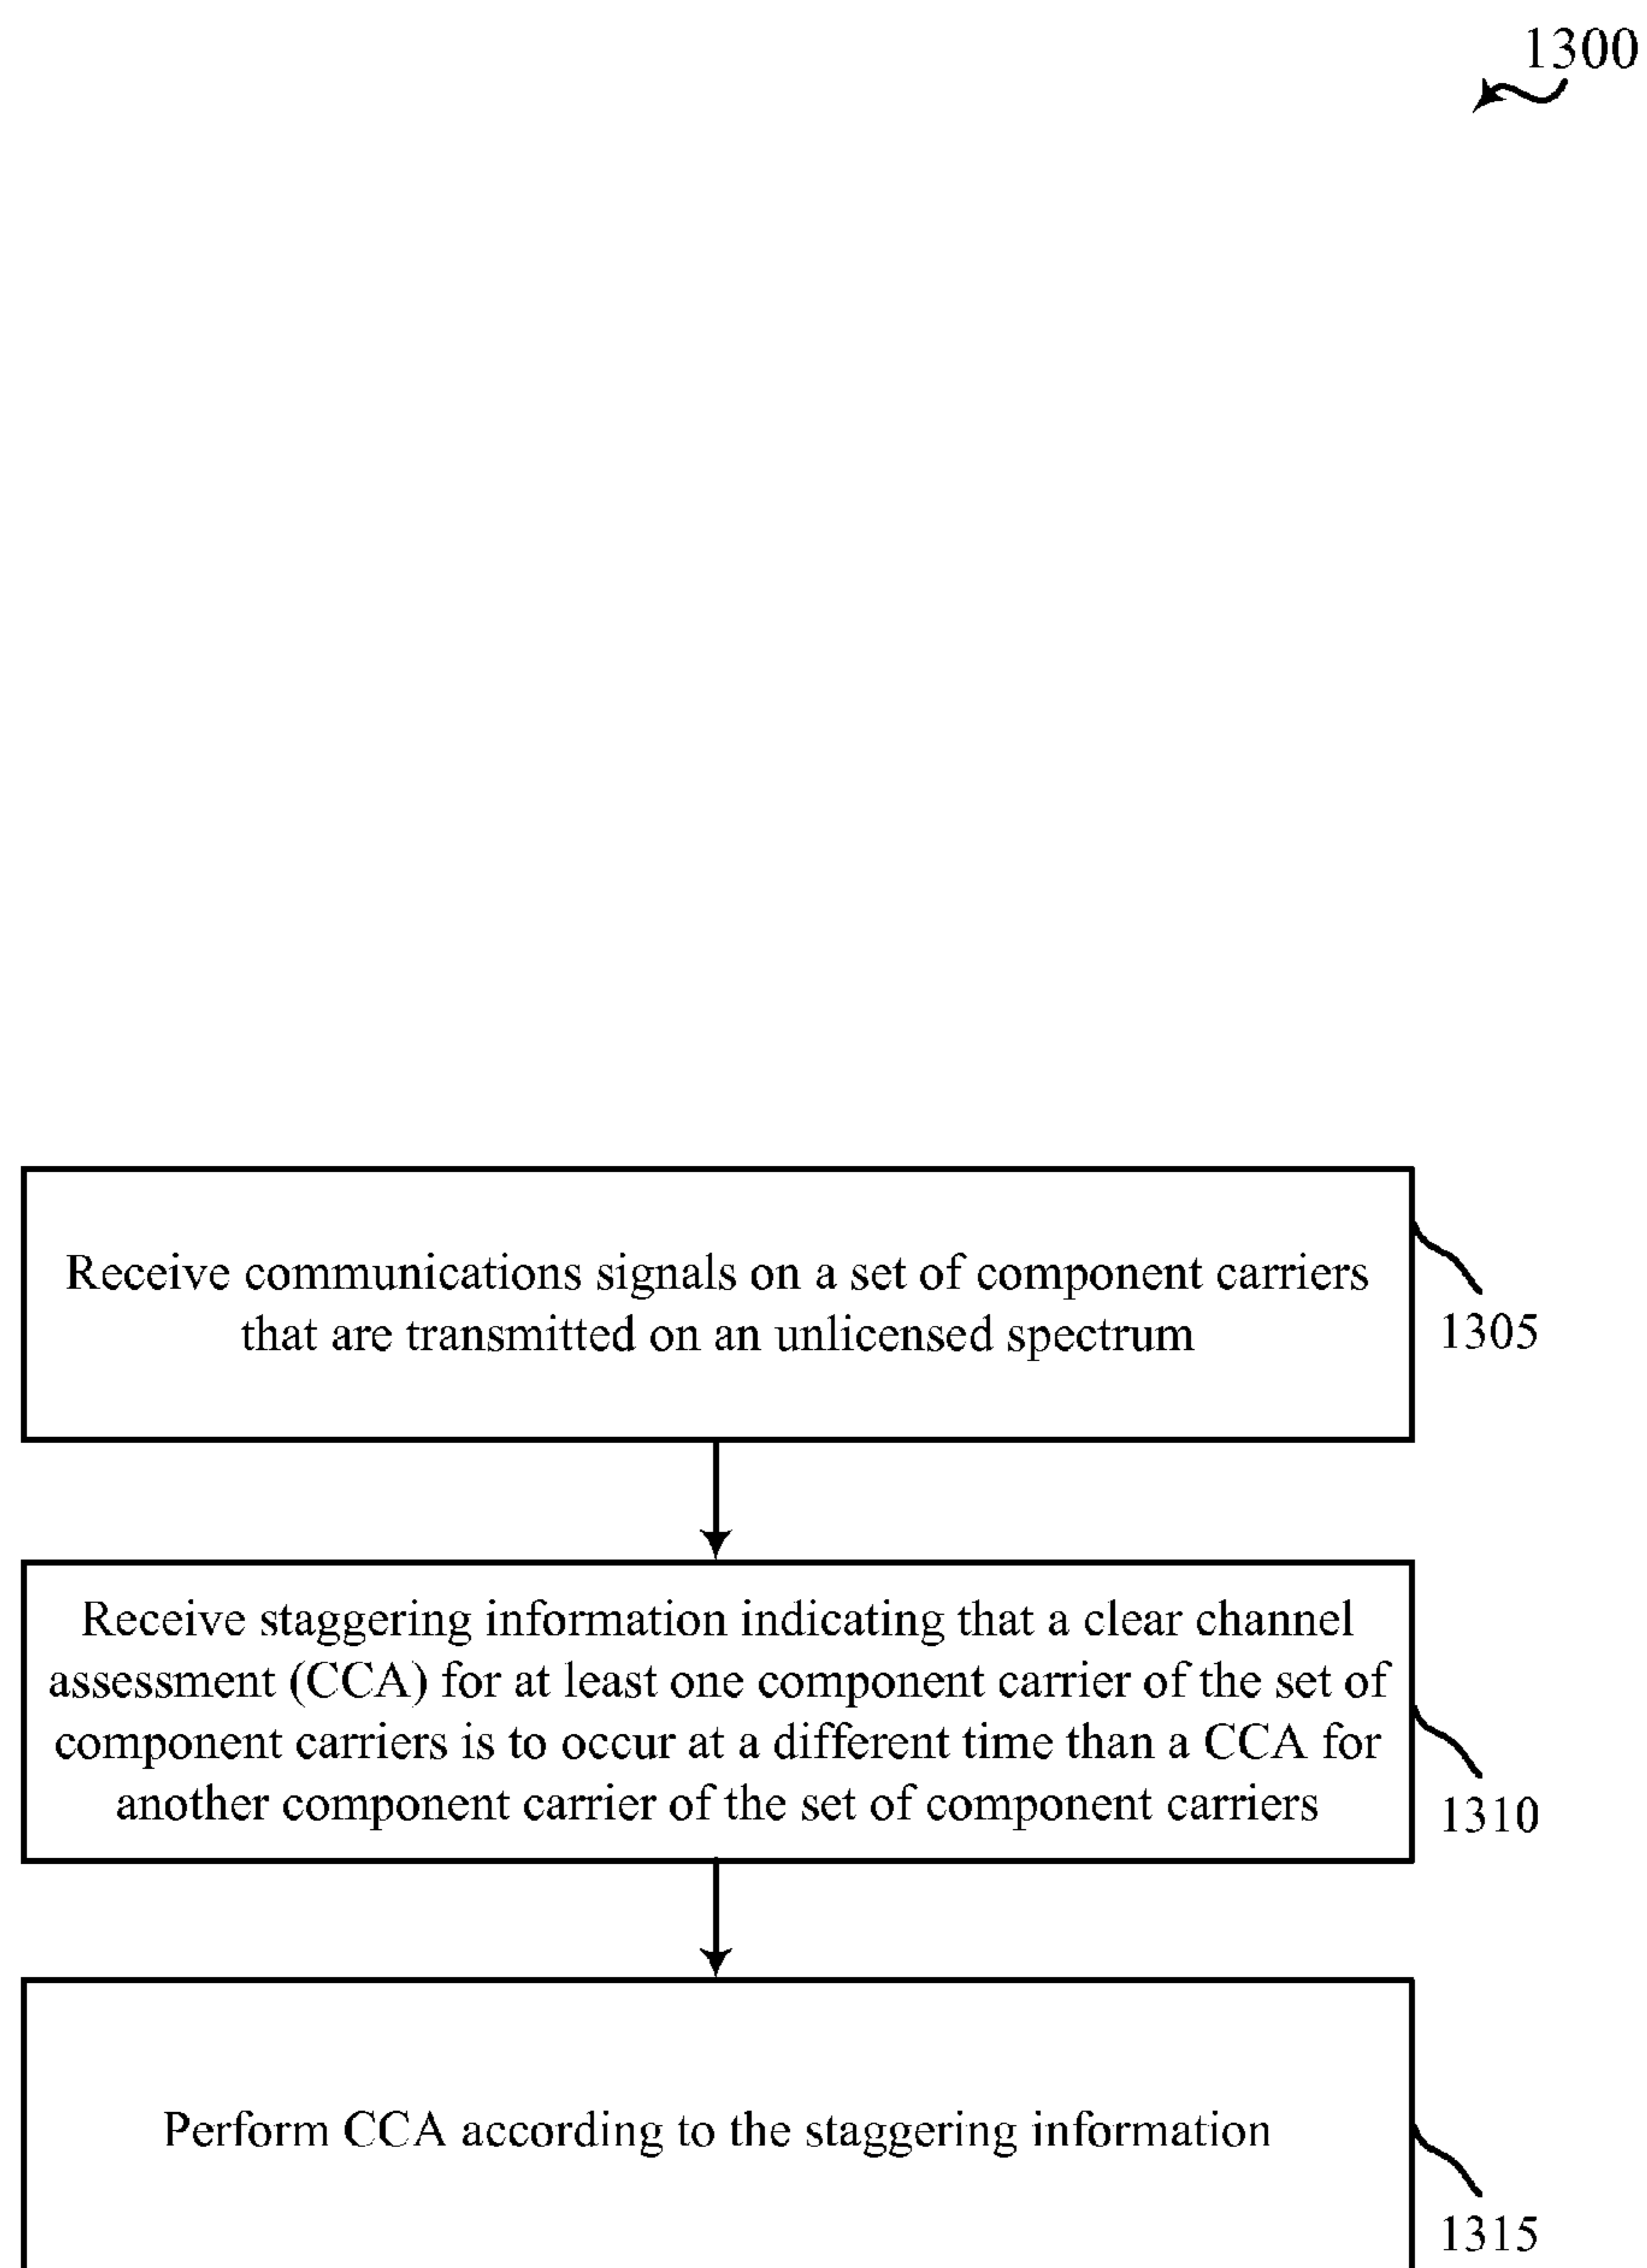 1300
Receive communications signals on a set of component carriers
that are transmitted on an unlicensed spectrum
1305
Receive staggering information indicating that a clear channel
assessment (CCA) for at least one component carrier of the set of
component carriers is to occur at a different time than a CCA for
another component carrier of the set of component carriers
1310
Perform CCA according to the staggering information
1315